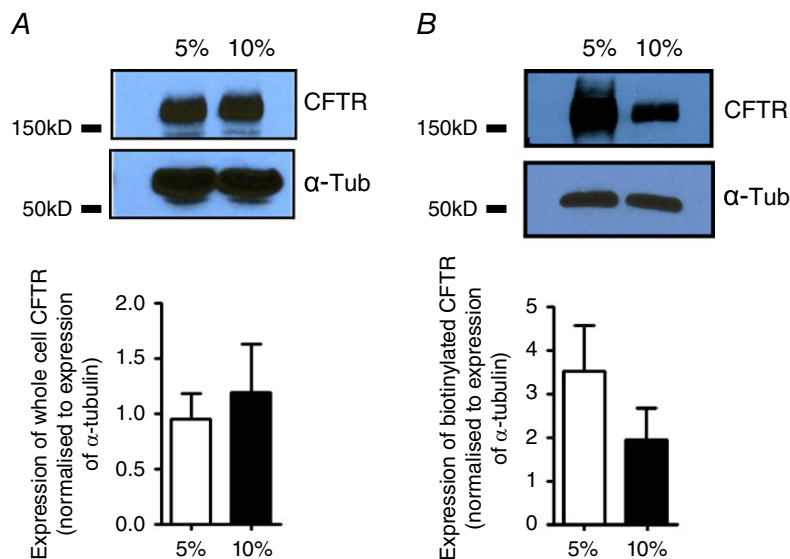 A
5% 10%
CFTR
150kD
α-Tub
50kD
Expression of whole cell CFTR
(normalised to expression
of α-tubulin)
2.0
1.5
1.0
0.5
0.0
5% 10%
B
5% 10%
CFTR
150kD
α-Tub
50kD
Expression of biotinylated CFTR
(normalised to expression
of α-tubulin)
5
4
3
2
1
0
5% 10%